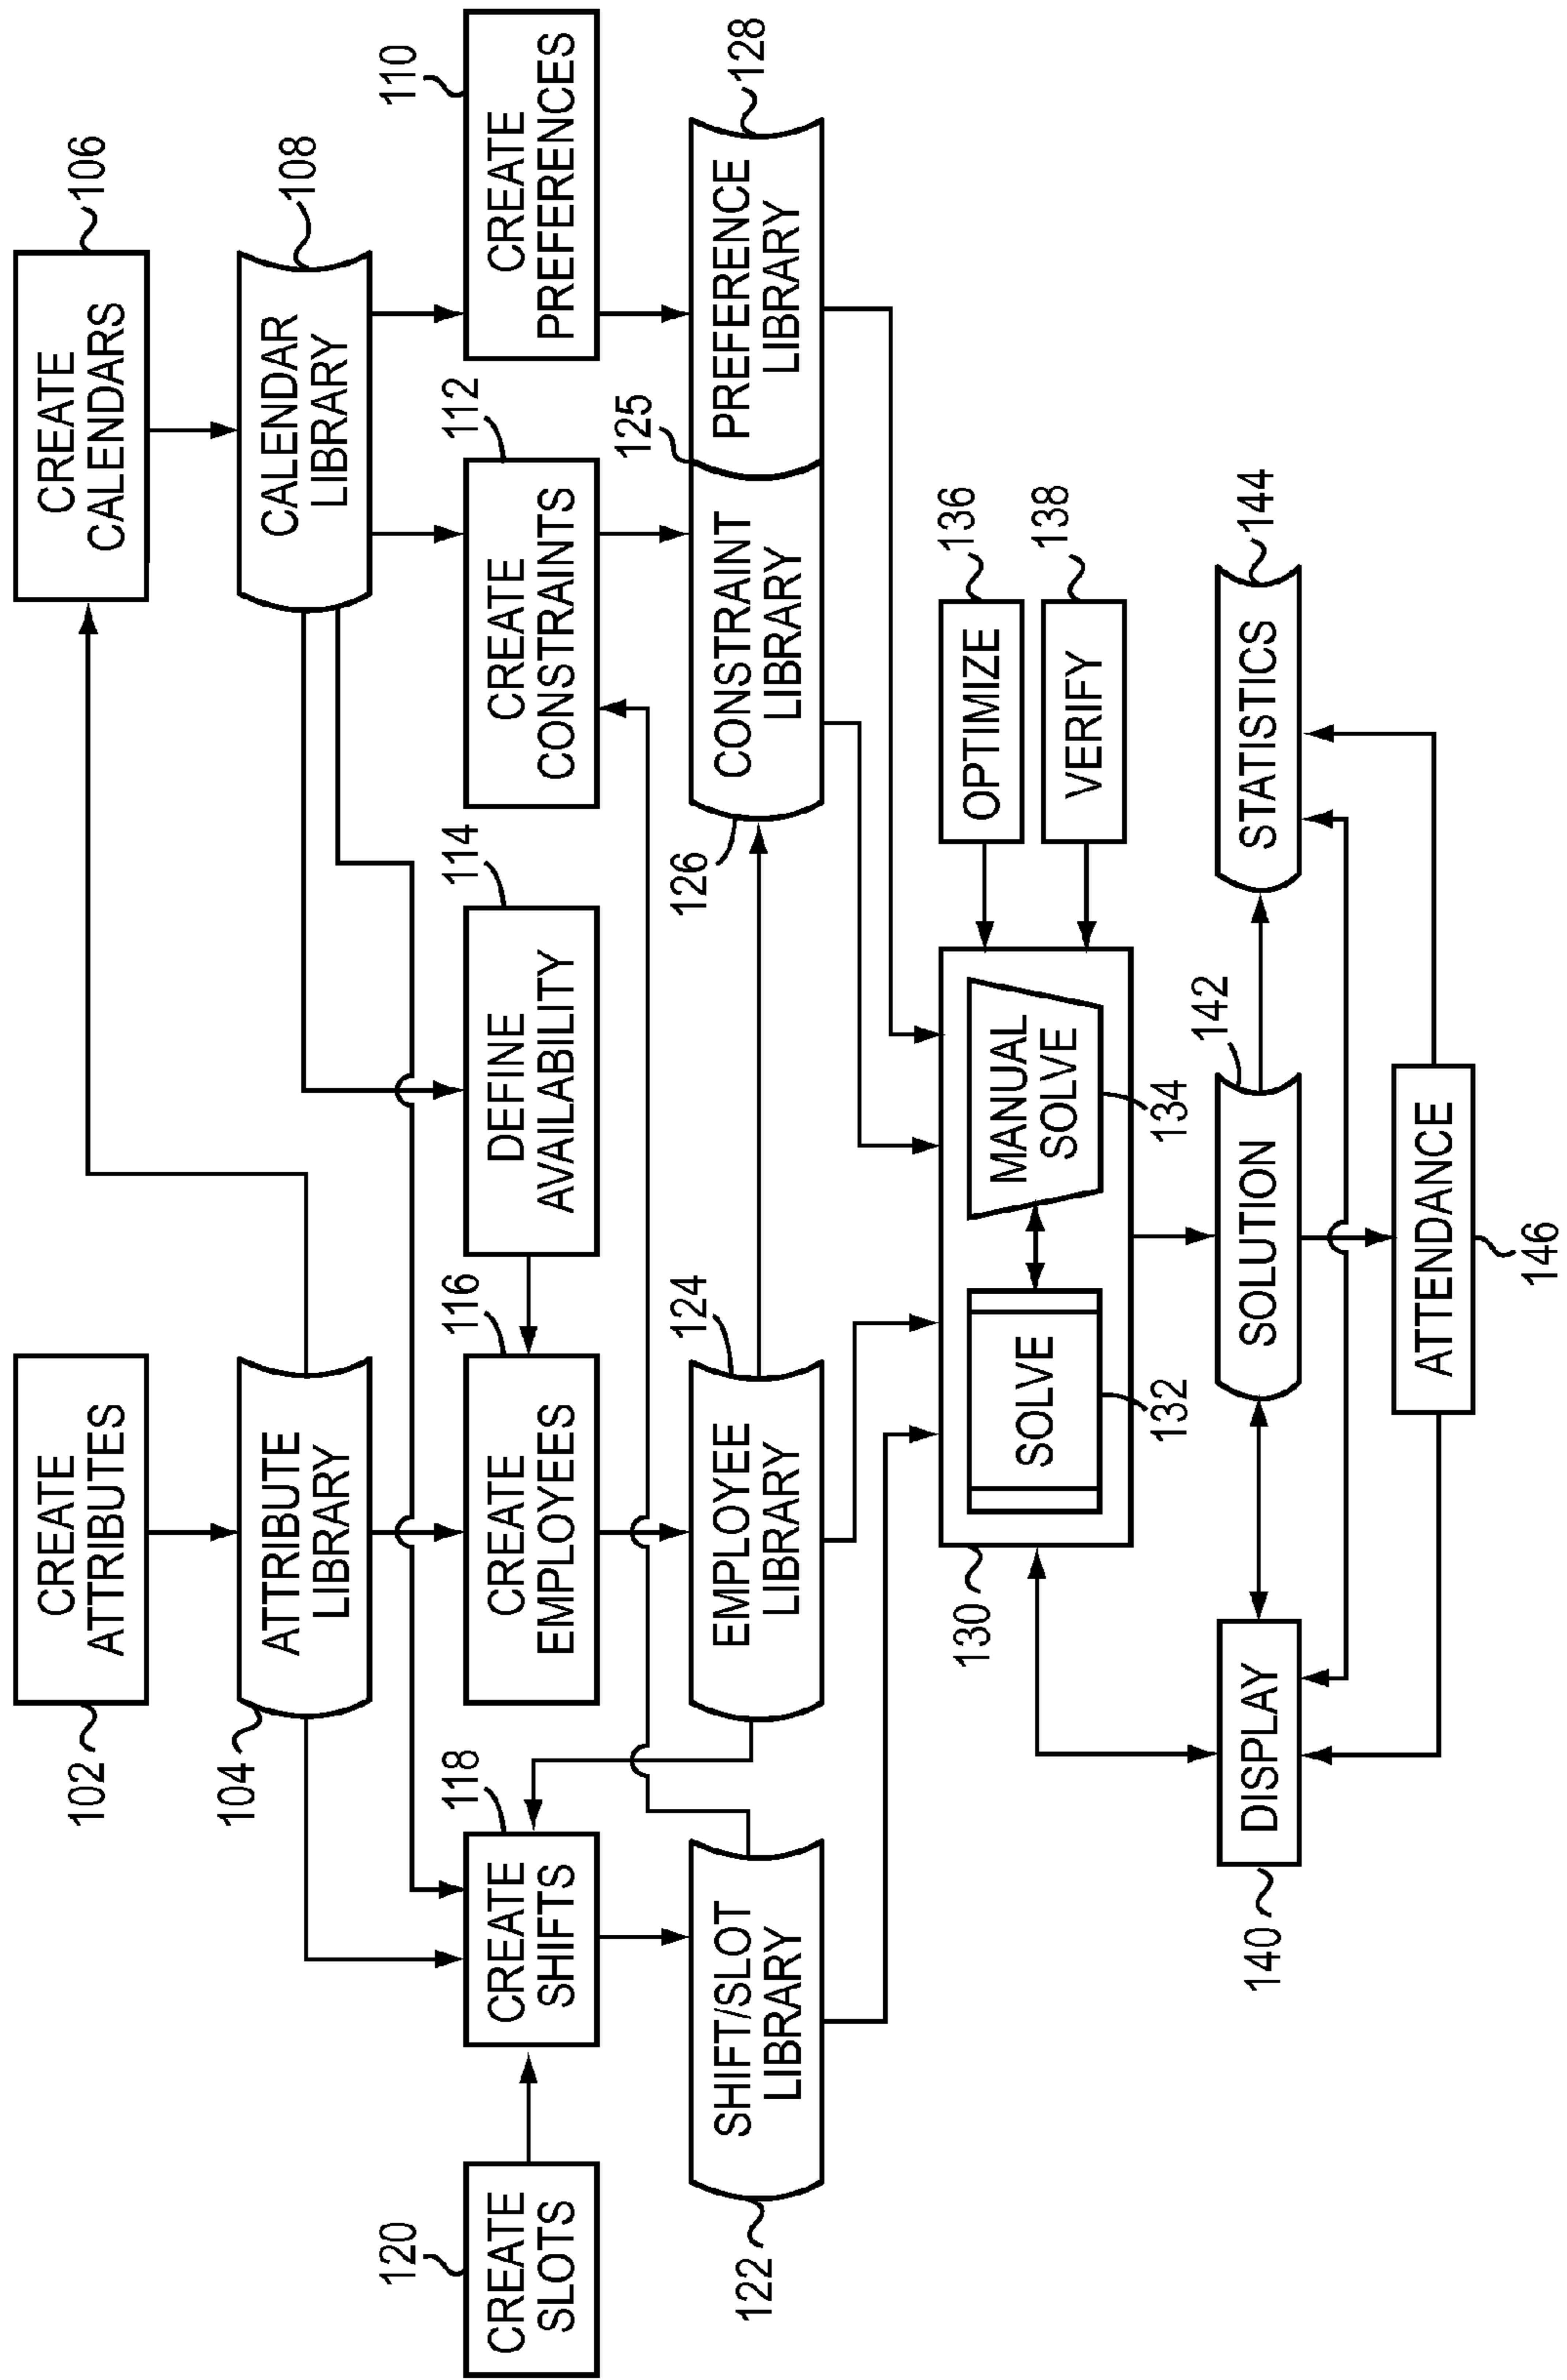 CREATE
ATTRIBUTES
102
CREATE
CALENDARS
106
ATTRIBUTE
LIBRARY
104
CALENDAR
LIBRARY
108
120
CREATE
SLOTS
118
CREATE
SHIFTS
116
CREATE
EMPLOYEES
114
DEFINE
AVAILABILITY
112
CREATE
CONSTRAINTS
110
CREATE
PREFERENCES
122
SHIFT/SLOT
LIBRARY
124
EMPLOYEE
LIBRARY
126
CONSTRAINT
LIBRARY
125
PREFERENCE
LIBRARY
128
130
SOLVE
132
MANUAL
SOLVE
134
OPTIMIZE
136
VERIFY
138
140
DISPLAY
SOLUTION
142
STATISTICS
144
ATTENDANCE
146